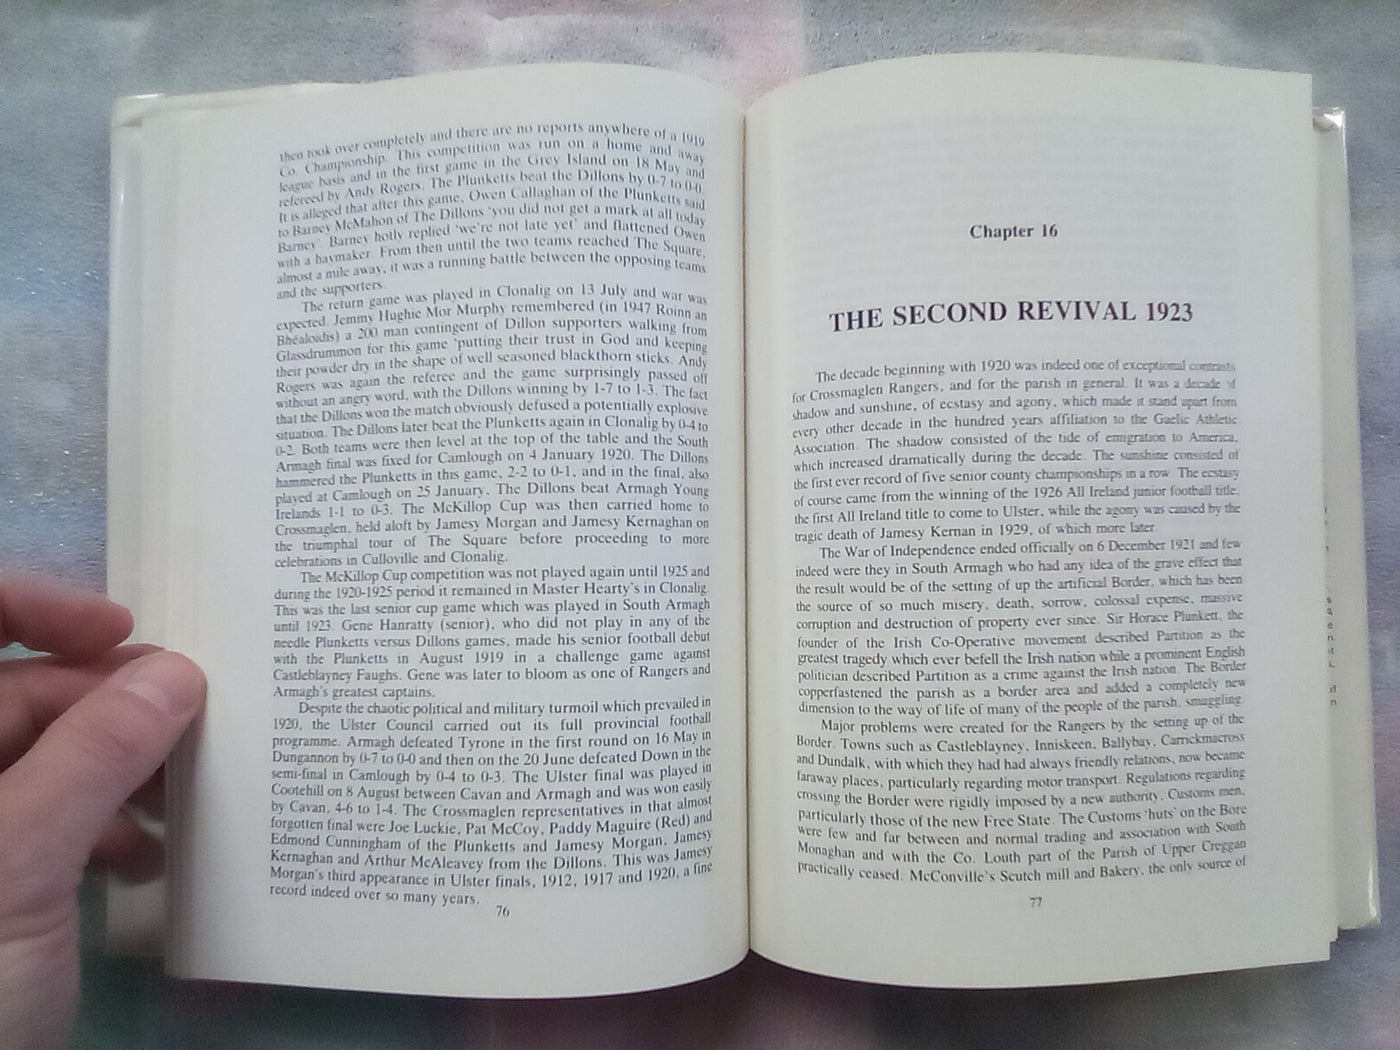 then took over completely and there are no reports anywhere of a 1919
Co. Championship. This competition was run on a home and away
league basis and in the first game in the Grey Island on 18 May and
refereed by Andy Rogers, The Plunketts beat the Dillons by 0-7 to 0-0.
It is alleged that after this game, Owen Callaghan of the Plunketts said
to Barney McMahon of The Dillons 'you did not get a mark at all today
Barney'. Barney hotly replied 'we're not late yet' and flattened Owen
with a haymaker. From then until the two teams reached The Square,
almost a mile away, it was a running battle between the opposing teams
and the supporters.
The return game was played in Clonalig on 13 July and war was
expected. Jemmy Hughie Mor Murphy remembered (in 1947 Roinn an
Bhéaloidis) a 200 man contingent of Dillon supporters walking from
Glassdrummon for this game 'putting their trust in God and keeping
their powder dry in the shape of well seasoned blackthorn sticks. Andy
Rogers was again the referee and the game surprisingly passed off
without an angry word, with the Dillons winning by 1-7 to 1-3. The fact
that the Dillons won the match obviously defused a potentially explosive
situation. The Dillons later beat the Plunketts again in Clonalig by 0-4 to
0-2. Both teams were then level at the top of the table and the South
Armagh final was fixed for Camlough on 4 January 1920. The Dillons
hammered the Plunketts in this game, 2-2 to 0-1, and in the final, also
played at Camlough on 25 January, The Dillons beat Armagh Young
Irelands 1-1 to 0-3. The McKillop Cup was then carried home to
Crossmaglen, held aloft by Jamesy Morgan and Jamesy Kernaghan on
the triumphal tour of The Square before proceeding to more
celebrations in Culloville and Clonalig.
The McKillop Cup competition was not played again until 1925 and
during the 1920-1925 period it remained in Master Hearty's in Clonalig.
This was the last senior cup game which was played in South Armagh
until 1923. Gene Hanratty (senior), who did not play in any of the
needle Plunketts versus Dillons games, made his senior football debut
with the Plunketts in August 1919 in a challenge game against
Castleblayney Faughs. Gene was later to bloom as one of Rangers and
Armagh's greatest captains.
Despite the chaotic political and military turmoil which prevailed in
1920, the Ulster Council carried out its full provincial football
programme. Armagh defeated Tyrone in the first round on 16 May in
Dungannon by 0-7 to 0-0 and then on the 20 June defeated Down in the
semi-final in Camlough by 0-4 to 0-3. The Ulster final was played in
Cootehill on 8 August between Cavan and Armagh and was won easily
by Cavan, 4-6 to 1-4. The Crossmaglen representatives in that almost
forgotten final were Joe Luckie, Pat McCoy, Paddy Maguire (Red) and
Edmond Cunningham of the Plunketts and Jamesy Morgan, Jamesy
Kernaghan and Arthur McAleavey from the Dillons. This was Jamesy
Morgan's third appearance in Ulster finals, 1912, 1917 and 1920, a fine
record indeed over so many years.
76
Chapter 16
THE SECOND REVIVAL 1923
The decade beginning with 1920 was indeed one of exceptional contrasts
for Crossmaglen Rangers, and for the parish in general. It was a decade of
shadow and sunshine, of ecstasy and agony, which made it stand apart from
every other decade in the hundred years affiliation to the Gaelic Athletic
Association. The shadow consisted of the tide of emigration to America,
which increased dramatically during the decade. The sunshine consisted of
the first ever record of five senior county championships in a row. The ecstasy
of course came from the winning of the 1926 All Ireland junior football title,
the first All Ireland title to come to Ulster, while the agony was caused by the
tragic death of Jamesy Kernan in 1929, of which more later.
The War of Independence ended officially on 6 December 1921 and few
indeed were they in South Armagh who had any idea of the grave effect that
the result would be of the setting up of the artificial Border, which has been
the source of so much misery, death, sorrow, colossal expense, massive
corruption and destruction of property ever since. Sir Horace Plunkett, the
founder of the Irish Co-Operative movement described Partition as the
greatest tragedy which ever befell the Irish nation while a prominent English
politician described Partition as a crime against the Irish nation. The Border
copperfastened the parish as a border area and added a completely new
dimension to the way of life of many of the people of the parish, smuggling.
Major problems were created for the Rangers by the setting up of the
Border. Towns such as Castleblayney, Inniskeen, Ballybay, Carrickmacross
and Dundalk, with which they had had always friendly relations, now became
faraway places, particularly regarding motor transport. Regulations regarding
crossing the Border were rigidly imposed by a new authority, Customs men,
particularly those of the new Free State. The Customs 'huts' on the Bore
were few and far between and normal trading and association with South
Monaghan and with the Co. Louth part of the Parish of Upper Creggan
practically ceased. McConville's Scutch mill and Bakery, the only source of
77